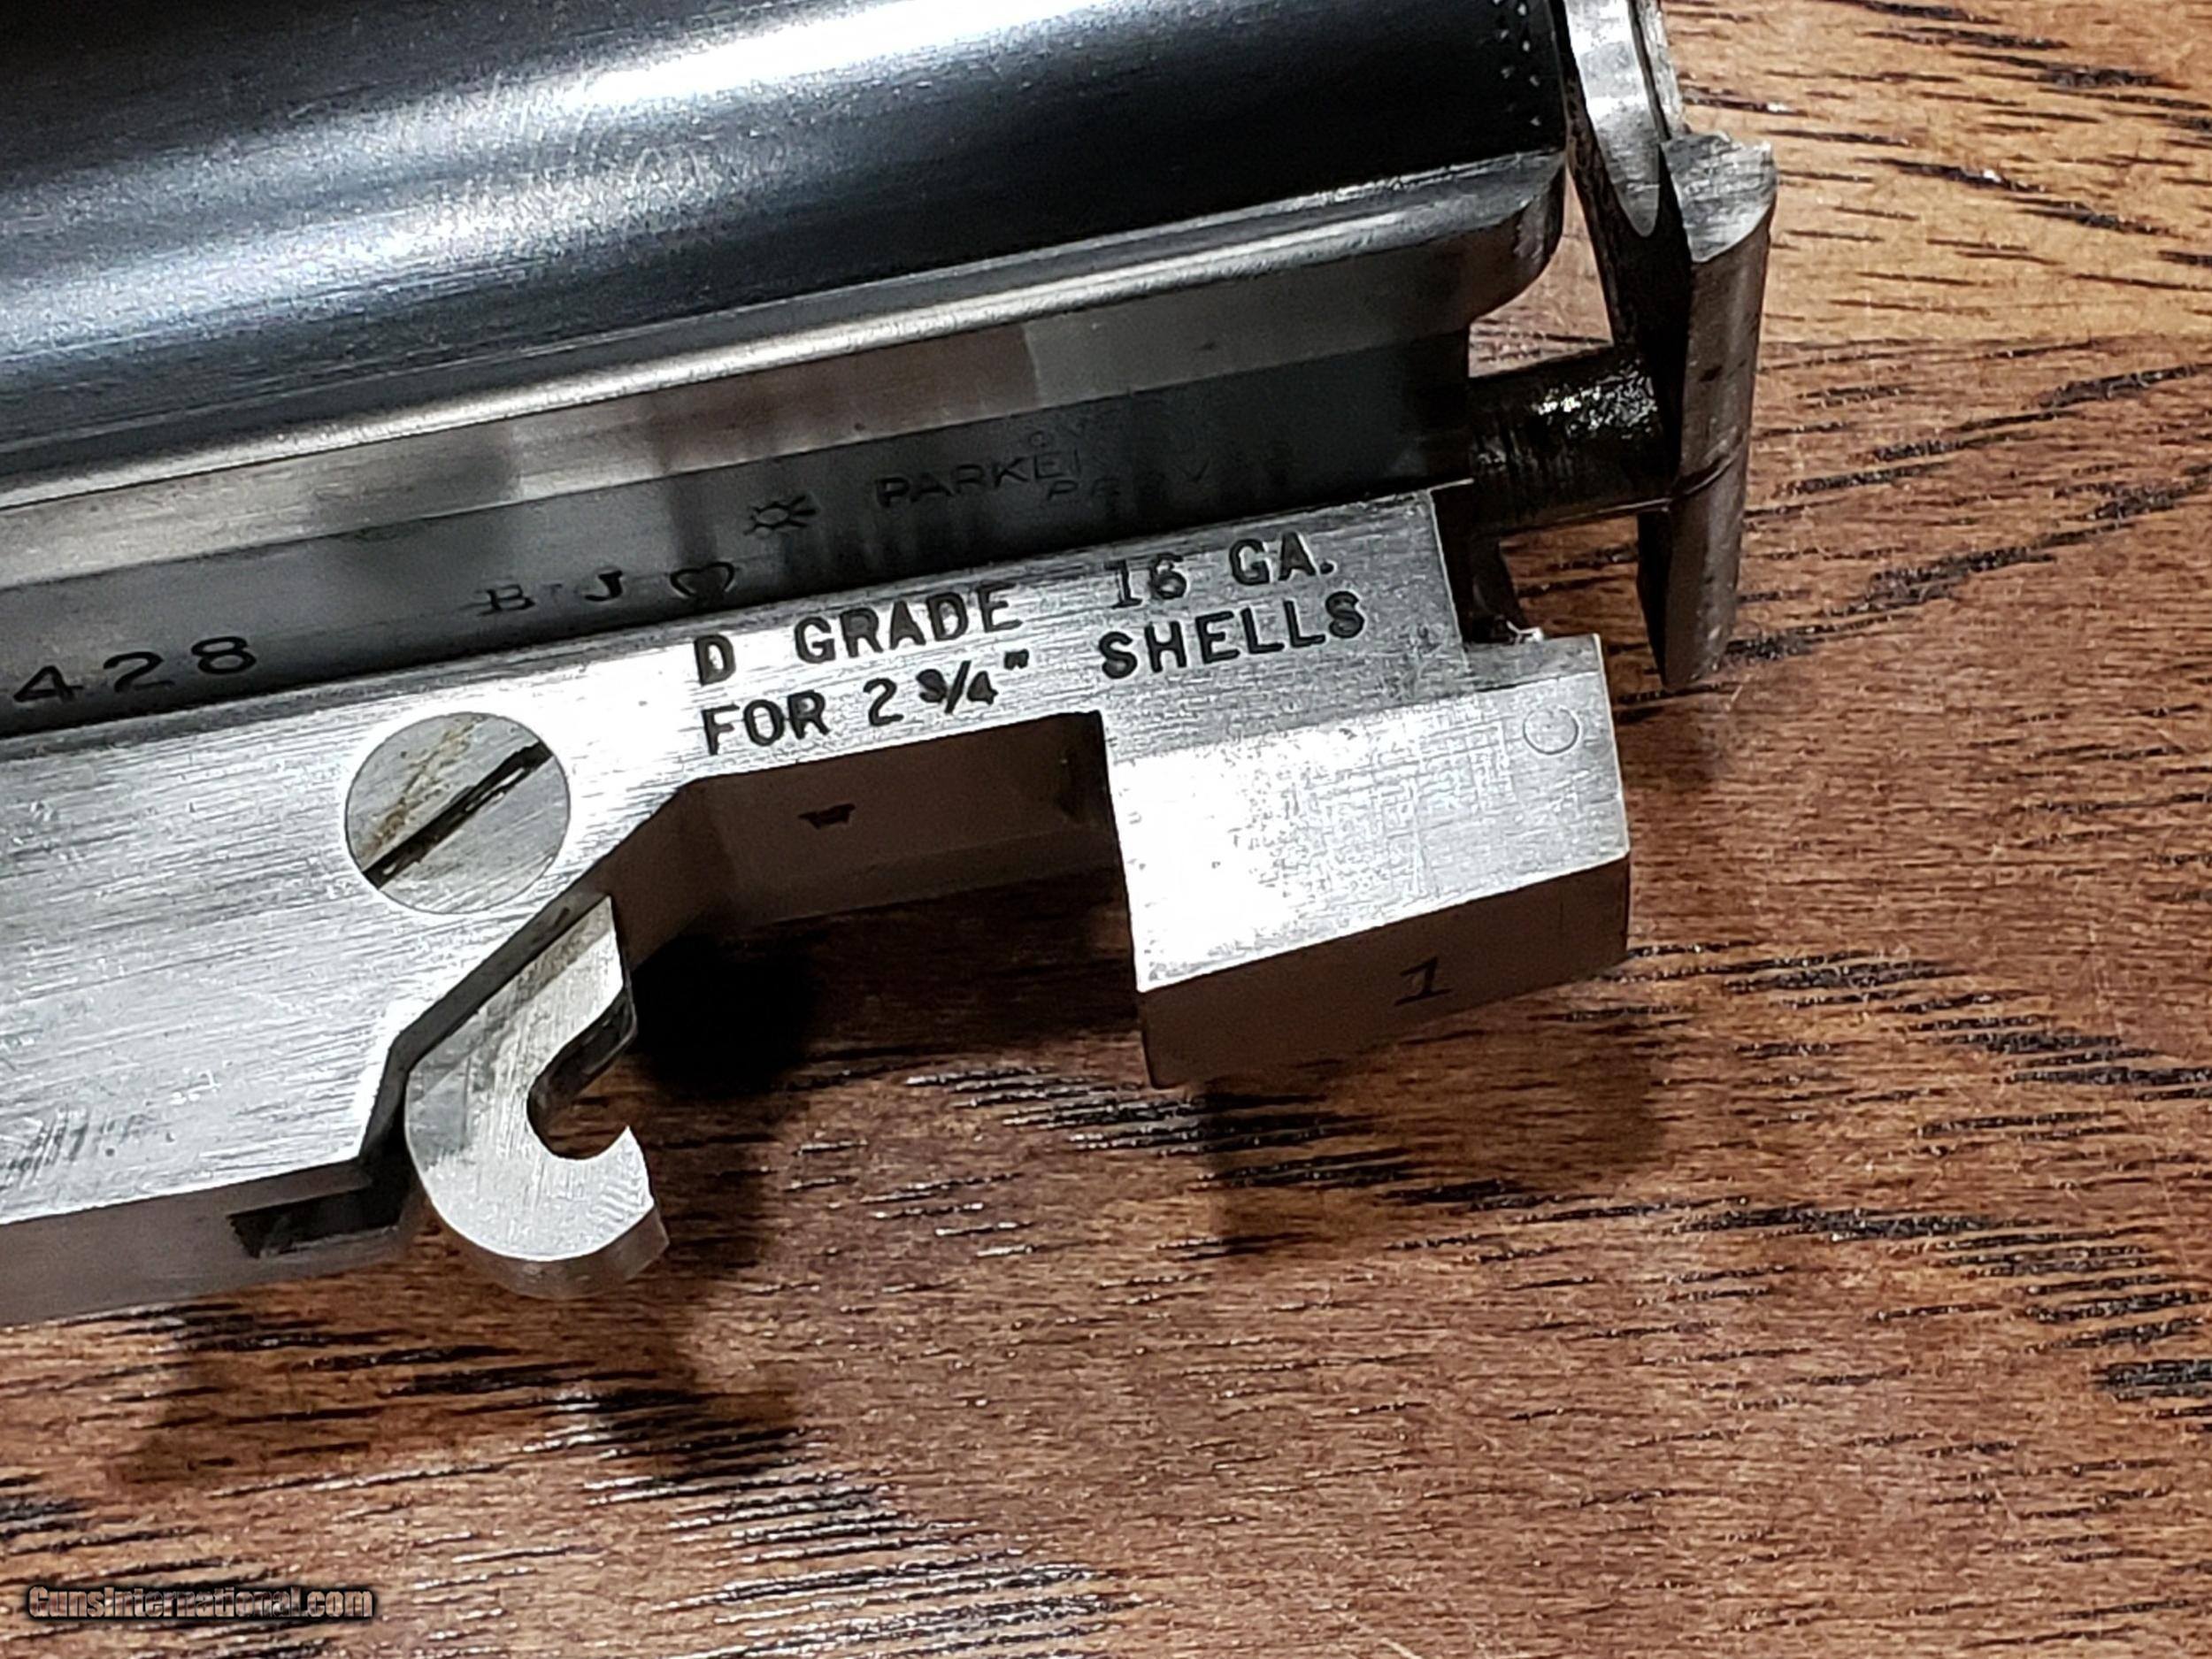 PARKER
B J
428
D GRADE 16 GA.
FOR 2 3/4" SHELLS
1
GunsInternational.com